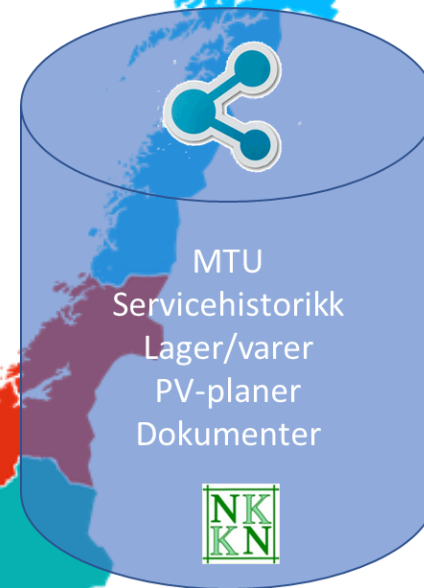 MTU
Servicehistorikk
Lager/varer
PV-planer
Dokumenter
NK
KN